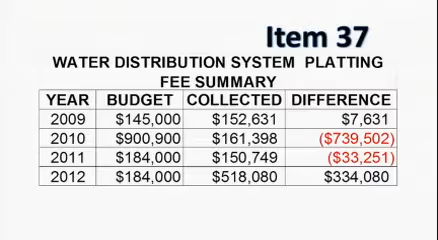 Item 37
WATER DISTRIBUTION SYSTEM PLATTING
FEE SUMMARY
YEAR BUDGET COLLECTED DIFFERENCE
2009 $145,000 $152,631 $7,631
2010 $900,900 $161,398 ($739,502)
2011 $184,000 $150,749 ($33,251)
2012 $184,000 $518,080 $334,080